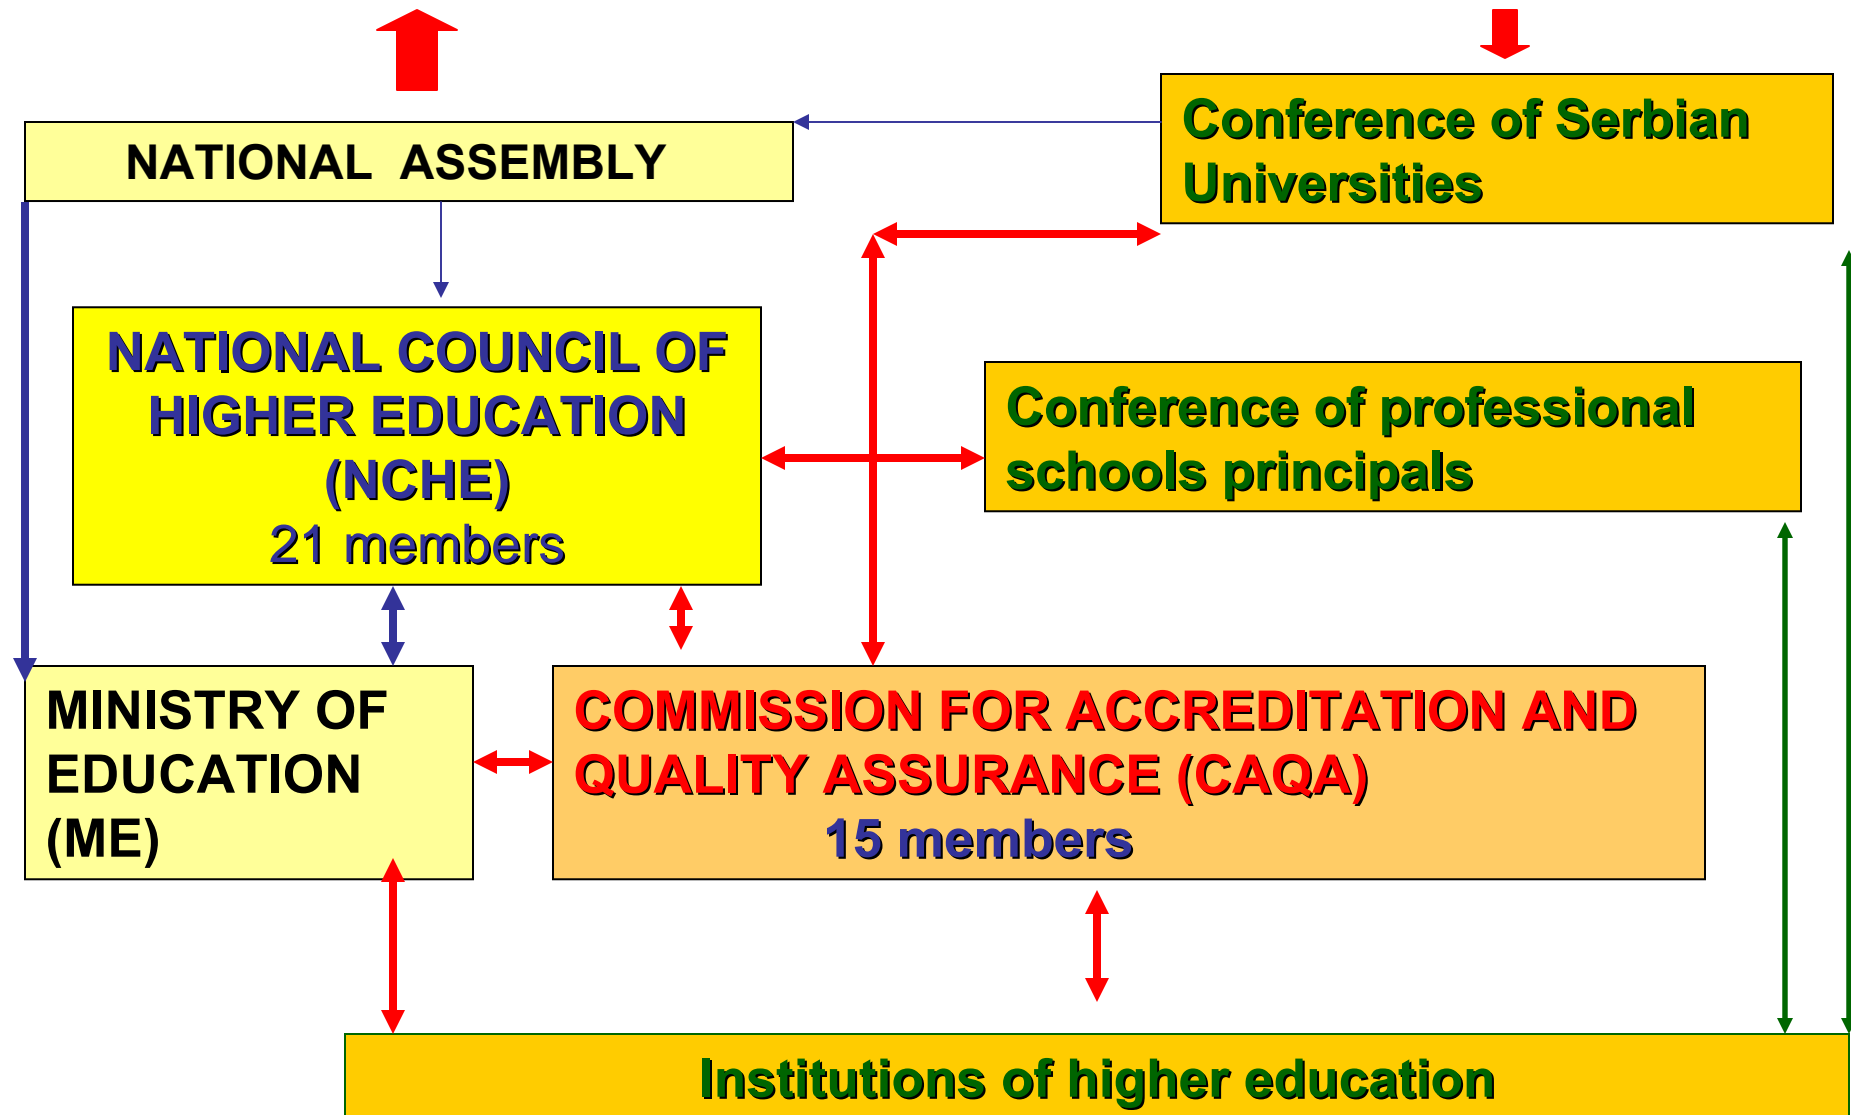 NATIONAL ASSEMBLY
Conference of Serbian
Universities
NATIONAL COUNCIL OF
HIGHER EDUCATION
(NCHE)
21 members
Conference of professional
schools principals
MINISTRY OF
EDUCATION
(ME)
COMMISSION FOR ACCREDITATION AND
QUALITY ASSURANCE (CAQA)
15 members
Institutions of higher education